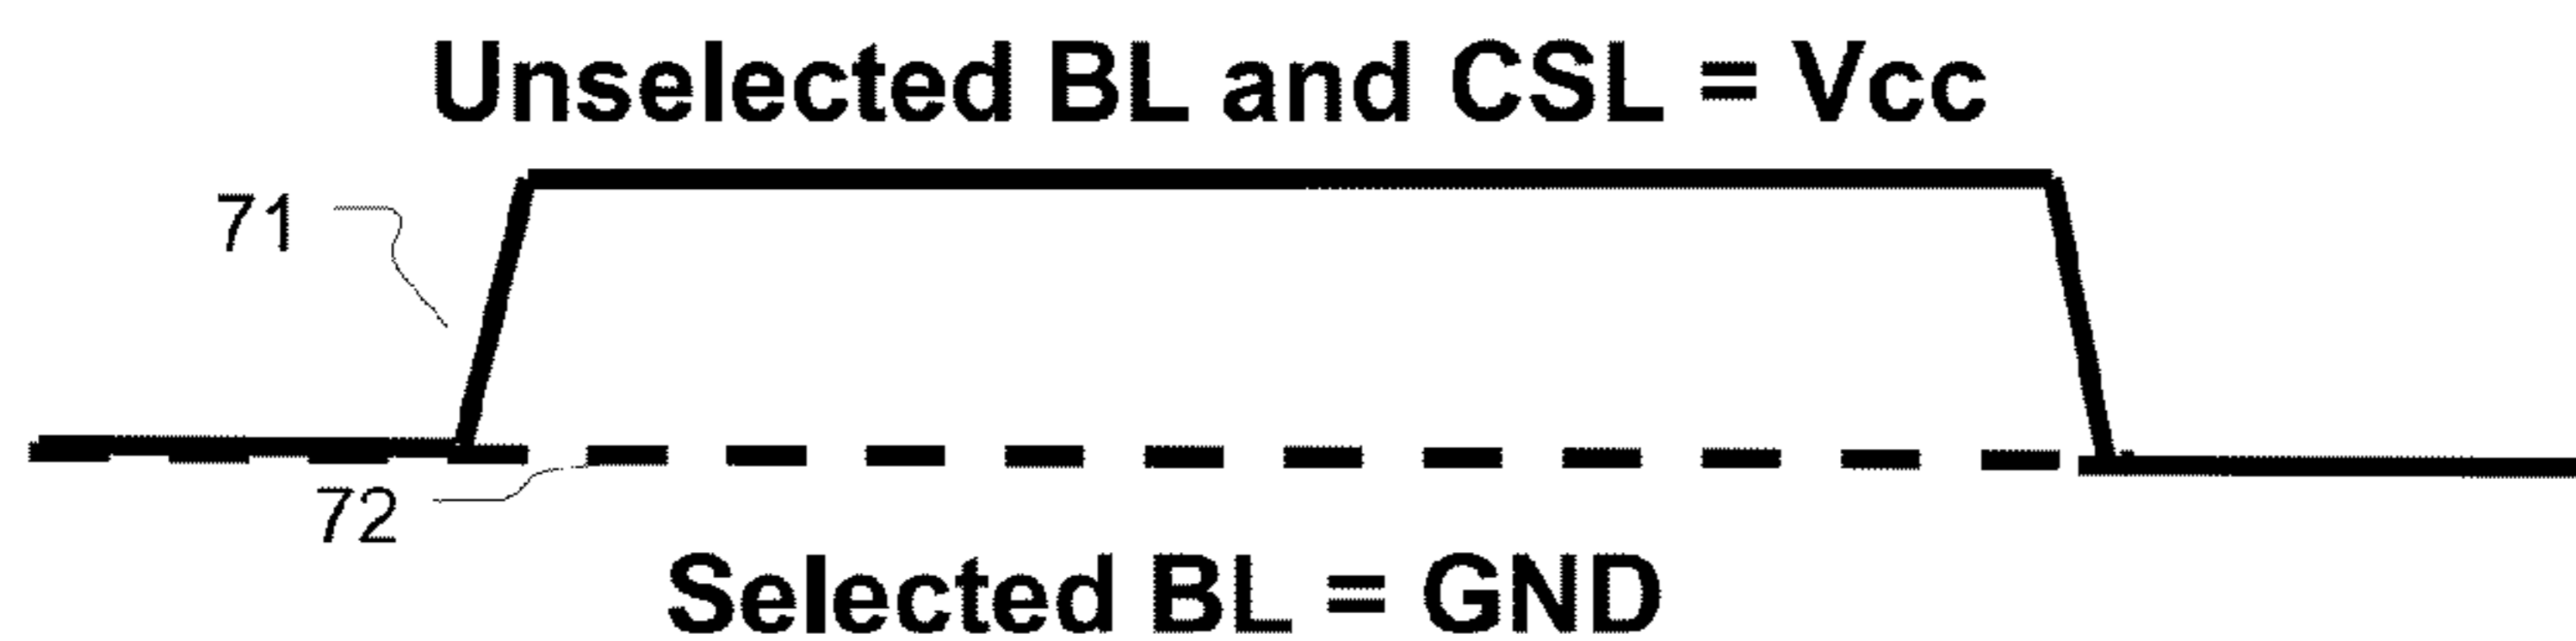 Unselected BL and CSL = Vcc
71
72
Selected BL = GND